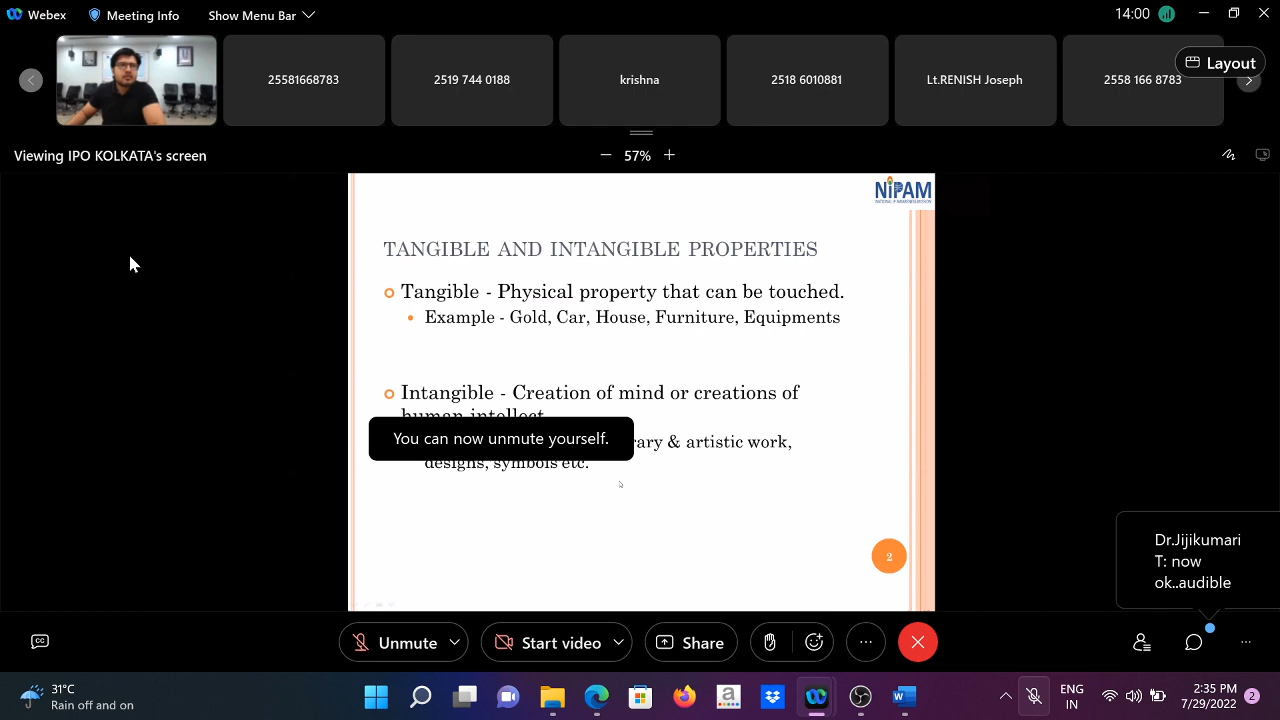 Webex
Meeting Info
Show Menu Bar
14:00
25581668783
2519 744 0188
krishna
2518 6010881
Lt.RENISH Joseph
2558 166 8783
Layout
Viewing IPO KOLKATA's screen
57%
NIPAM
TANGIBLE AND INTANGIBLE PROPERTIES
Tangible - Physical property that can be touched.
Example - Gold, Car, House, Furniture, Equipments
Intangible - Creation of mind or creations of
human intellect
You can now unmute yourself.
& artistic work,
designs, symbols etc.
2
Dr.Jijikumari
T: now
ok..audible
CC
Unmute
Start video
Share
31°C
Rain off and on
ENG
IN
2:35 PM
7/29/2022
2